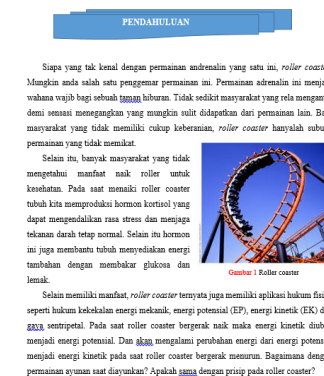 PENDAHULUAN
Siapa yang tak kenal dengan permainan andrenalin yang satu ini, roller
Mungkin anda salah satu penggemar permainan ini. Permainan adrenalin ini
wahana wajib bagi sebuah taman hiburan. Tidak sedikit masyarakat yang rela
demi sensasi menegangkan yang mungkin sulit didapatkan dari permainan lain.
masyarakat yang tidak memiliki cukup keberanian, roller coaster hanyalah
permainan yang tidak memikat.
Selain itu, banyak masyarakat yang tidak
mengetahui manfaat naik roller untuk
kesehatan. Pada saat menaiki roller coaster
tubuh kita memproduksi hormon kortisol yang
dapat mengendalikan rasa stress dan menjaga
tekanan darah tetap normal. Selain itu hormon
ini juga membantu tubuh menyediakan energi
tambahan dengan membakar glukosa dan
lemak.
Gambar 1 Roller coaster
Selain memiliki manfaat, roller coaster ternyata juga memiliki aplikasi hukum
seperti hukum kekekalan energi mekanik, energi potensial (EP), energi kinetik (EK)
gaya sentripetal. Pada saat roller coaster bergerak naik maka energi kinetik
menjadi energi potensial. Dan akan mengalami perubahan energi dari energi
menjadi energi kinetik pada saat roller coaster bergerak menurun. Bagaimana
permainan ayunan saat diayunkan? Apakah sama dengan prisip pada roller coaster?